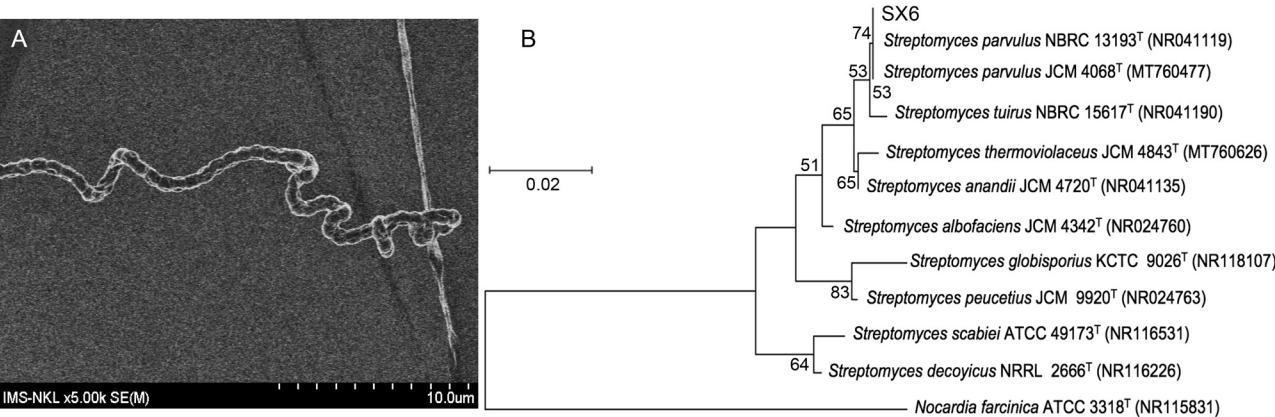 A
IMS-NKL x5.00k SE(M)
10.0um
B
0.02
SX6
74
Streptomyces parvulus NBRC 13193ᵀ (NR041119)
53
Streptomyces parvulus JCM 4068ᵀ (MT760477)
53
65
Streptomyces tuirus NBRC 15617ᵀ (NR041190)
Streptomyces thermoviolaceus JCM 4843ᵀ (MT760626)
51
65
Streptomyces anandii JCM 4720ᵀ (NR041135)
Streptomyces albofaciens JCM 4342ᵀ (NR024760)
Streptomyces globisporius KCTC 9026ᵀ (NR118107)
83
Streptomyces peucetius JCM 9920ᵀ (NR024763)
Streptomyces scabiei ATCC 49173ᵀ (NR116531)
64
Streptomyces decoyicus NRRL 2666ᵀ (NR116226)
Nocardia farcinica ATCC 3318ᵀ (NR115831)